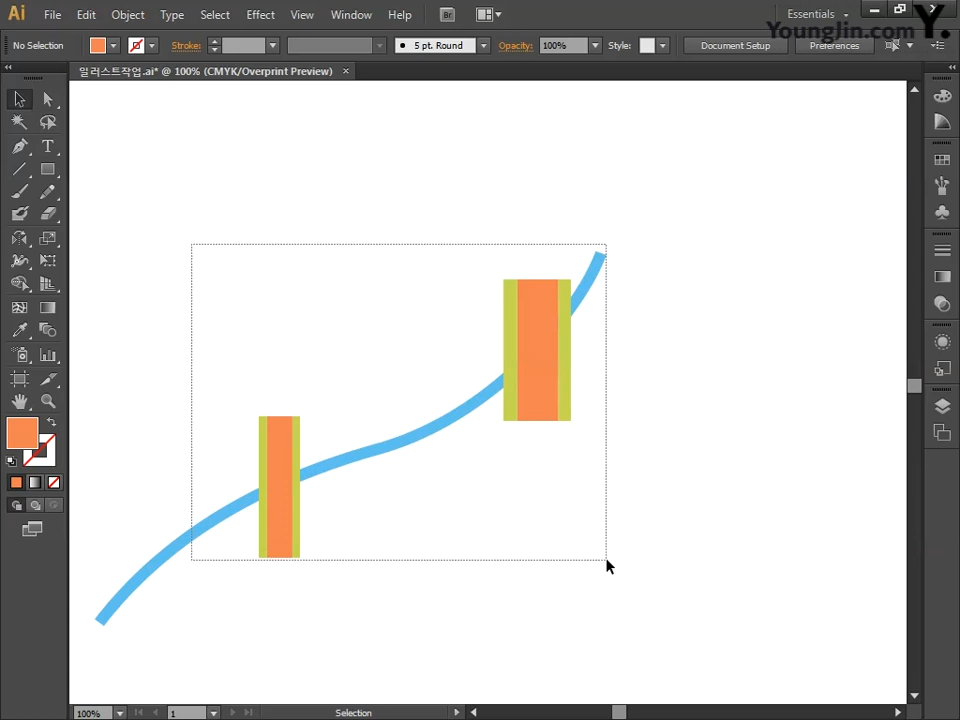 Ai File Edit Object Type Select Effect View Window Help Br Essentials
YoungJin.com Y.
No Selection Stroke: 5 pt. Round Opacity: 100% Style: Document Setup Preferences
일러스트작업.ai* @ 100% (CMYK/Overprint Preview) ×
T
100% 1 Selection